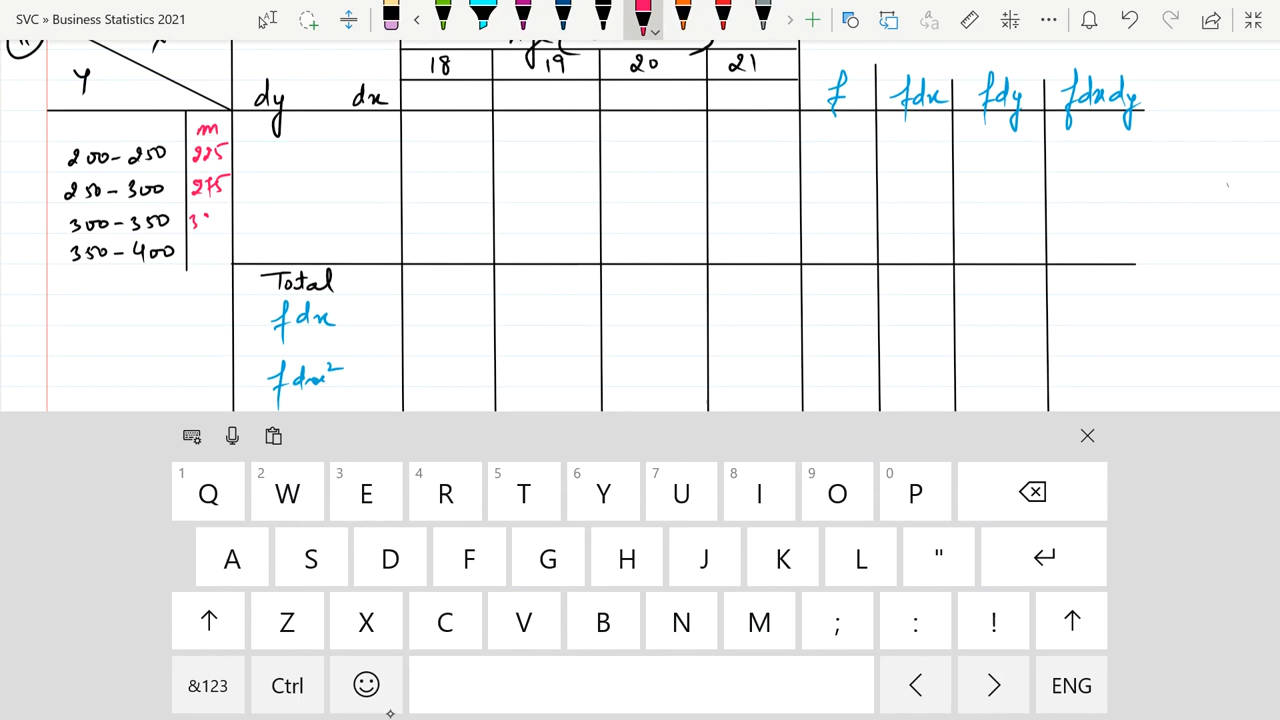 SVC » Business Statistics 2021
x
Y
18 19 20 21
dy dx
f fdx fdy fdxdy
m
200-250 225
250-300 275
300-350 3
350-400
Total
fdx
fdx²
1 2 3 4 5 6 7 8 9 0
Q W E R T Y U I O P
A S D F G H J K L "
Z X C V B N M ; : !
&123 Ctrl < > ENG